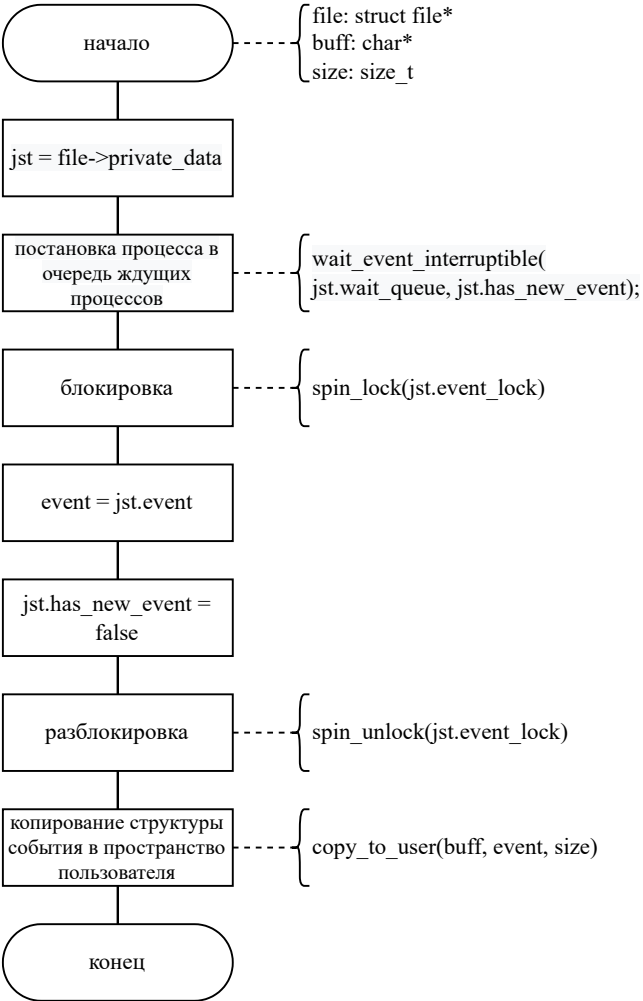 начало
file: struct file*
buff: char*
size: size_t
jst = file->private_data
постановка процесса в
очередь ждущих
процессов
wait_event_interruptible(
jst.wait_queue, jst.has_new_event);
блокировка
spin_lock(jst.event_lock)
event = jst.event
jst.has_new_event =
false
разблокировка
spin_unlock(jst.event_lock)
копирование структуры
события в пространство
пользователя
copy_to_user(buff, event, size)
конец